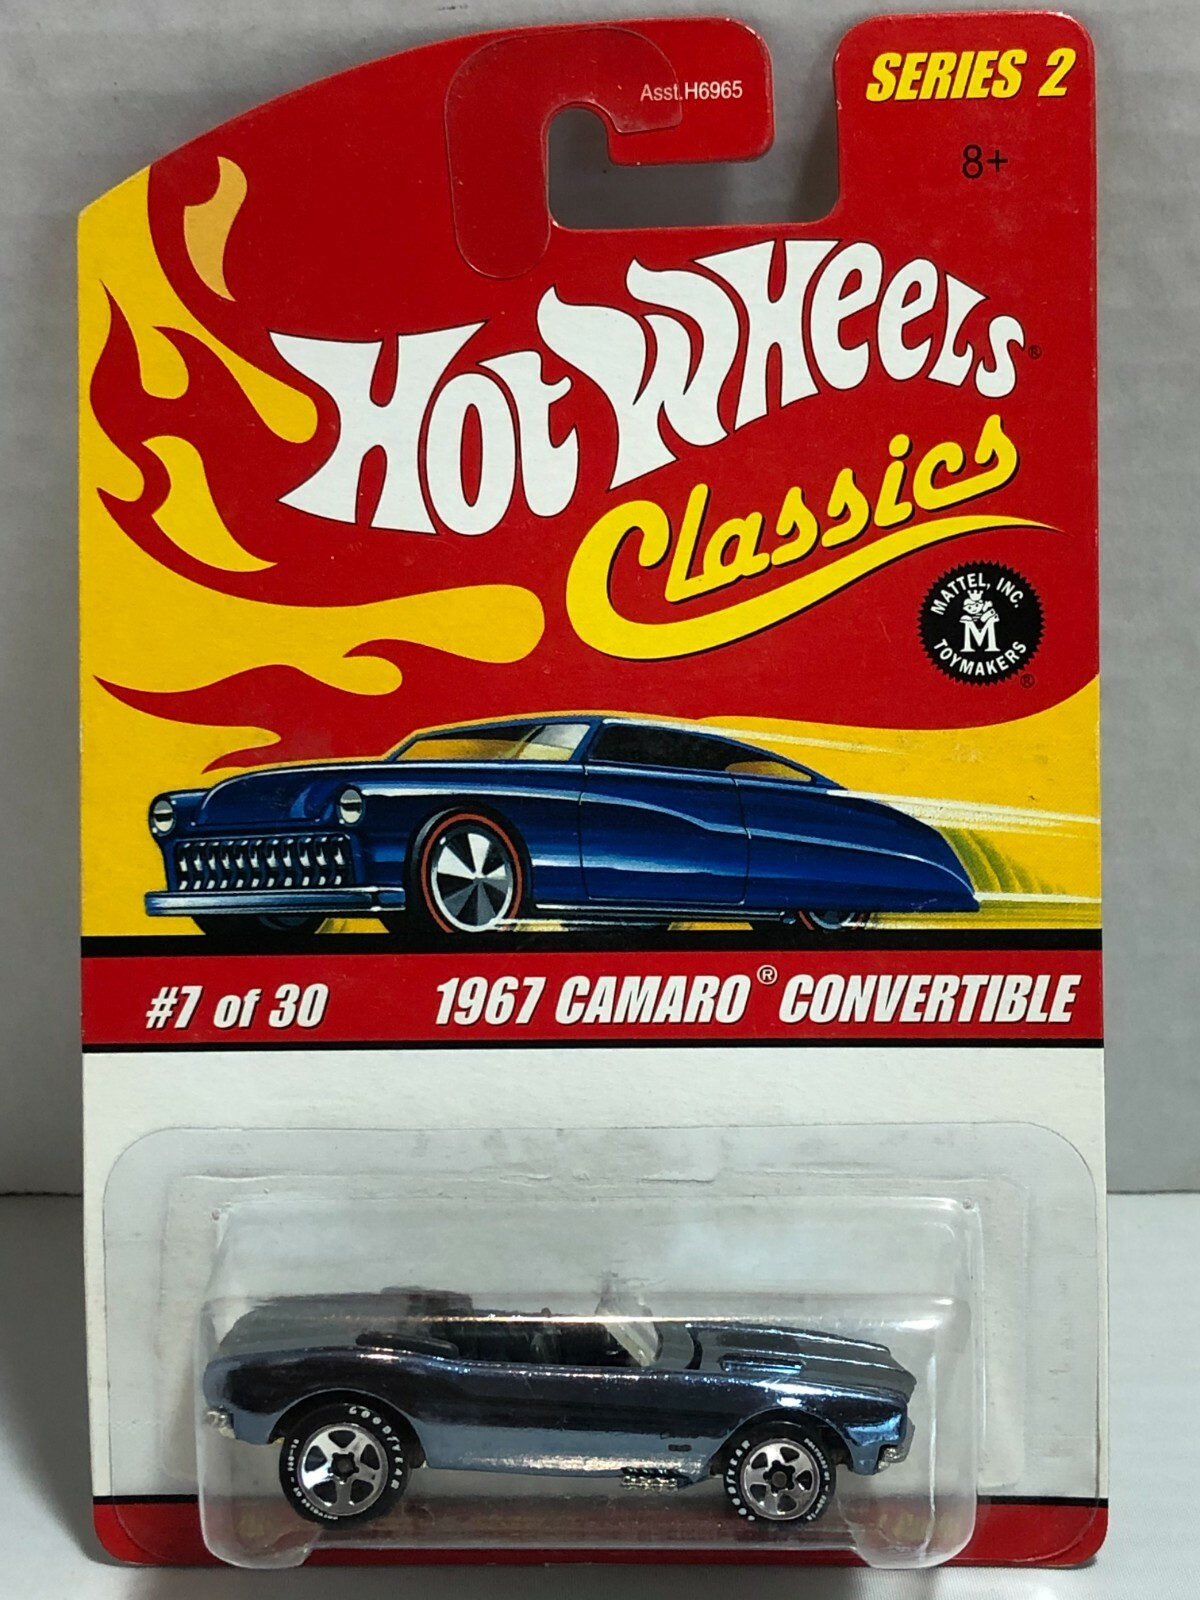 Asst.H6965
SERIES 2
8+
HOT WHEELS®
Classics
MATTEL, INC.
M
TOYMAKERS
®
#7 of 30
1967 CAMARO® CONVERTIBLE
GOODYEAR
GOODYEAR